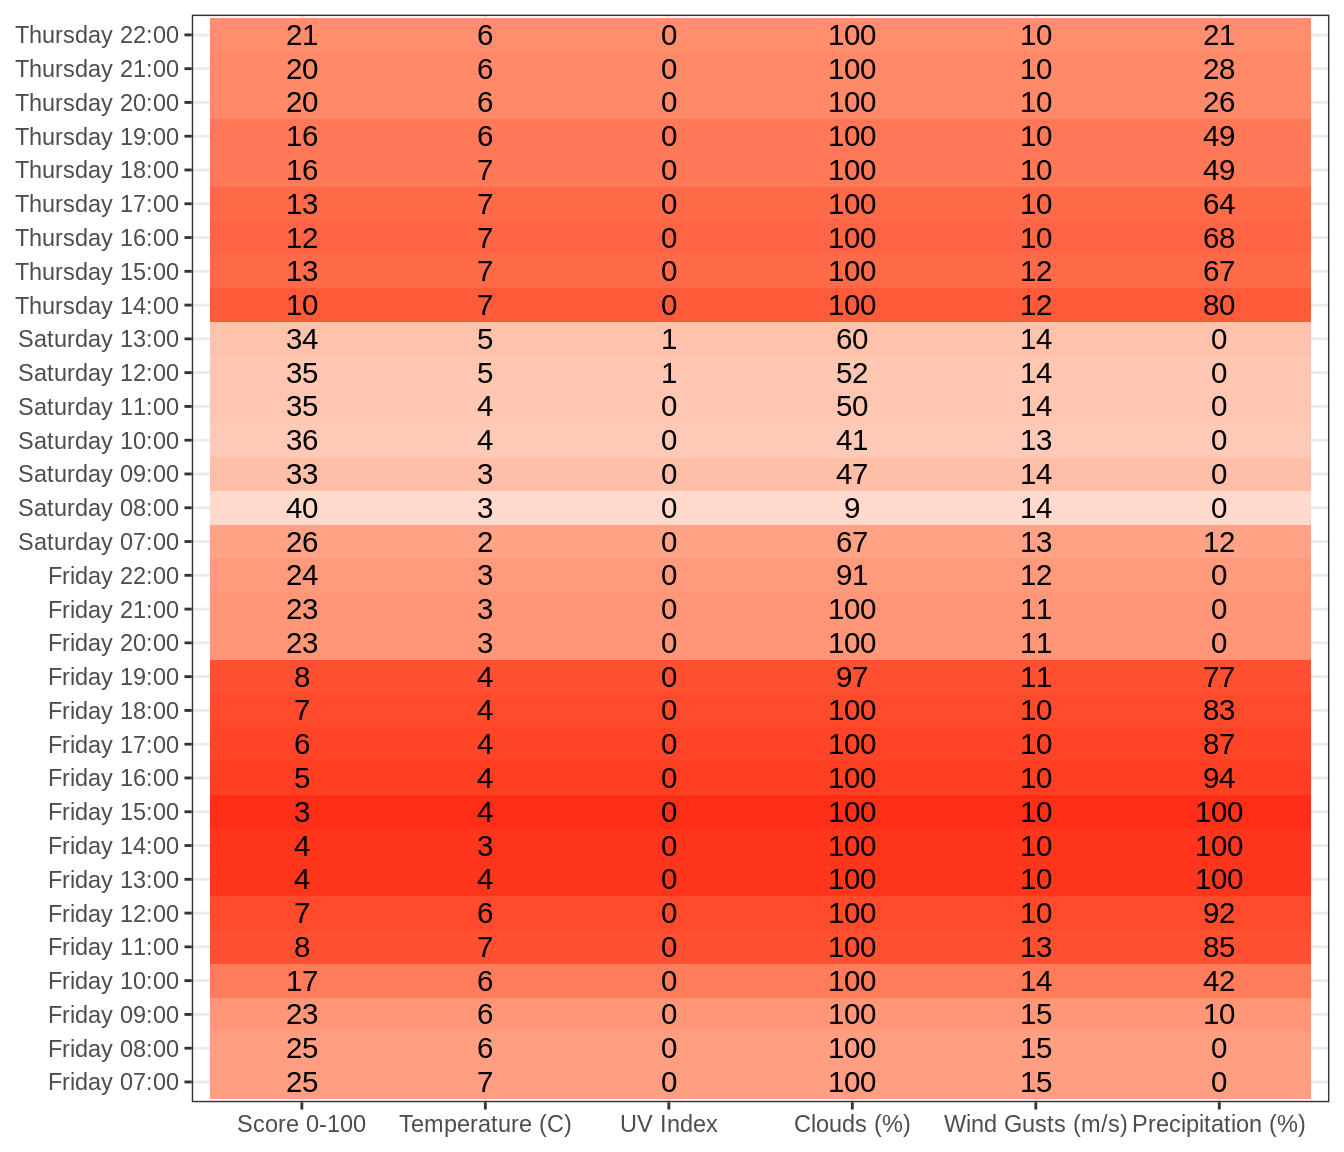 Thursday 22:00 21 6 0 100 10 21
Thursday 21:00 20 6 0 100 10 28
Thursday 20:00 20 6 0 100 10 26
Thursday 19:00 16 6 0 100 10 49
Thursday 18:00 16 7 0 100 10 49
Thursday 17:00 13 7 0 100 10 64
Thursday 16:00 12 7 0 100 10 68
Thursday 15:00 13 7 0 100 12 67
Thursday 14:00 10 7 0 100 12 80
Saturday 13:00 34 5 1 60 14 0
Saturday 12:00 35 5 1 52 14 0
Saturday 11:00 35 4 0 50 14 0
Saturday 10:00 36 4 0 41 13 0
Saturday 09:00 33 3 0 47 14 0
Saturday 08:00 40 3 0 9 14 0
Saturday 07:00 26 2 0 67 13 12
Friday 22:00 24 3 0 91 12 0
Friday 21:00 23 3 0 100 11 0
Friday 20:00 23 3 0 100 11 0
Friday 19:00 8 4 0 97 11 77
Friday 18:00 7 4 0 100 10 83
Friday 17:00 6 4 0 100 10 87
Friday 16:00 5 4 0 100 10 94
Friday 15:00 3 4 0 100 10 100
Friday 14:00 4 3 0 100 10 100
Friday 13:00 4 4 0 100 10 100
Friday 12:00 7 6 0 100 10 92
Friday 11:00 8 7 0 100 13 85
Friday 10:00 17 6 0 100 14 42
Friday 09:00 23 6 0 100 15 10
Friday 08:00 25 6 0 100 15 0
Friday 07:00 25 7 0 100 15 0
Score 0-100 Temperature (C) UV Index Clouds (%) Wind Gusts (m/s) Precipitation (%)